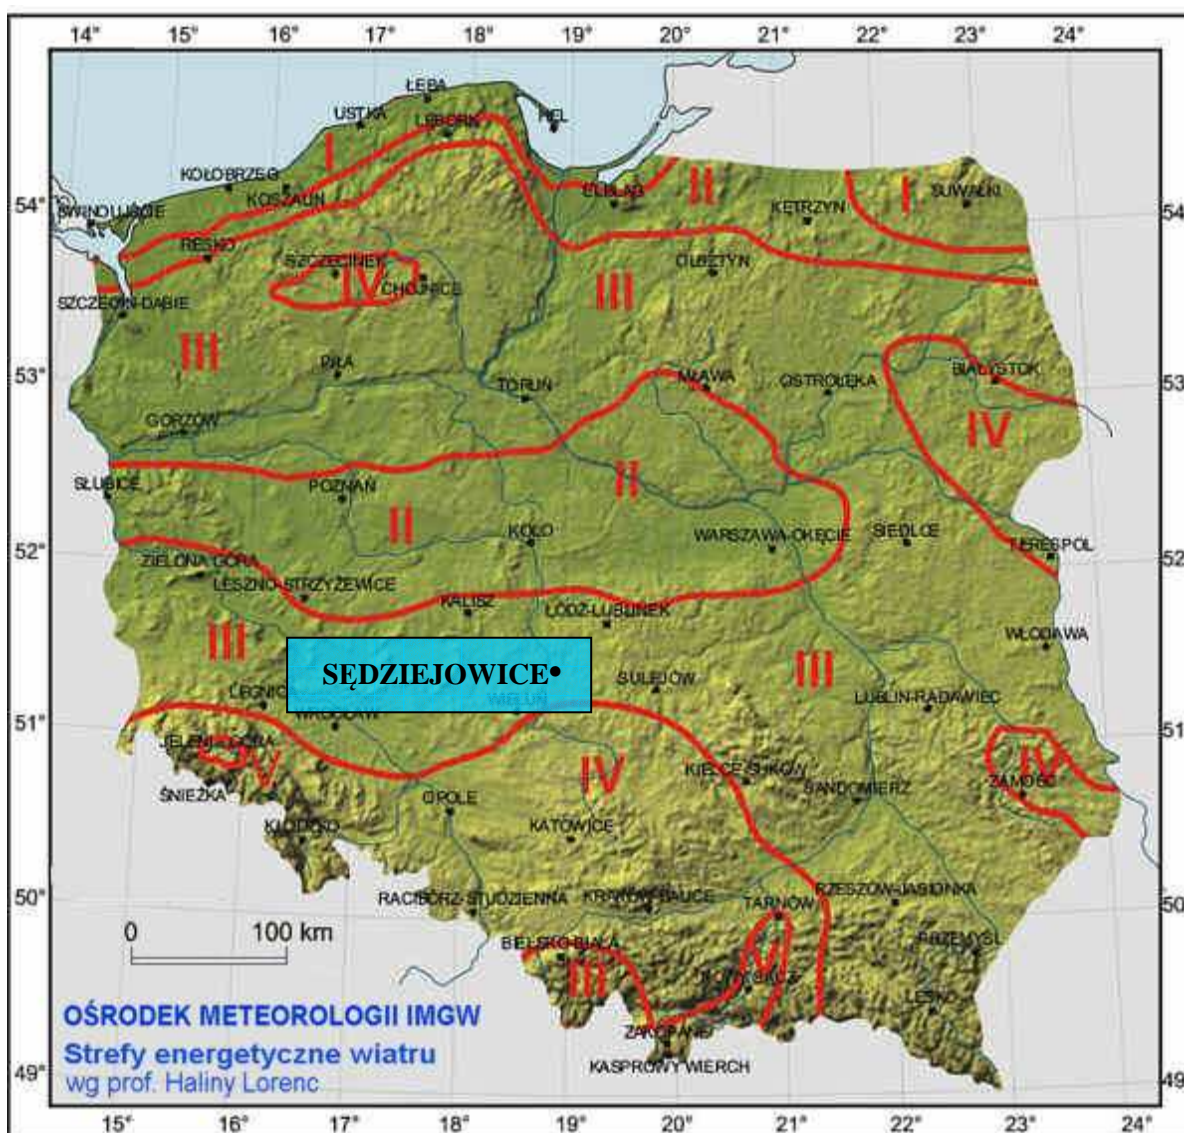 14° 15° 16° 17° 18° 19° 20° 21° 22° 23° 24°
ŁEBA
USTKA
LĘBORK
HEL
I
KOŁOBRZEG
KOSZALIN
ELBLĄG
II
I
SUWAŁKI
54°
54
KĘTRZYN
ŚWINOUJŚCIE
RESKO
SZCZECINEK
OLSZTYN
IV
CHOJNICE
III
SZCZECIN-DĄBIE
III
PIŁA
MŁAWA
BIAŁYSTOK
53°
53
TORUŃ
OSTROŁĘKA
GORZÓW
IV
SŁUBICE
POZNAŃ
II
II
KOŁO
WARSZAWA-OKĘCIE
SIEDLCE
TERESPOL
52°
52
ZIELONA GÓRA
LESZNO-STRZYŻEWICE
KALISZ
ŁÓDŹ-LUBLINEK
WŁODAWA
III
III
SĘDZIEJOWICE•
SULEJÓW
LEGNICA
WIELUŃ
LUBLIN-RADAWIEC
WROCŁAW
51°
51
JELENIA GÓRA
V
IV
KIELCE-SUKÓW
IV
ŚNIEŻKA
SANDOMIERZ
ZAMOŚĆ
OPOLE
KŁODZKO
KATOWICE
50°
50
RACIBÓRZ-STUDZIENNA
TARNÓW
RZESZÓW-JASIONKA
0 100 km
BIELSKO-BIAŁA
V
PRZEMYŚL
III
LESKO
OŚRODEK METEOROLOGII IMGW
ZAKOPANE
Strefy energetyczne wiatru
KASPROWY WIERCH
wg prof. Haliny Lorenc
49°
49
15° 16° 17° 18° 19° 20° 21° 22° 23° 24°